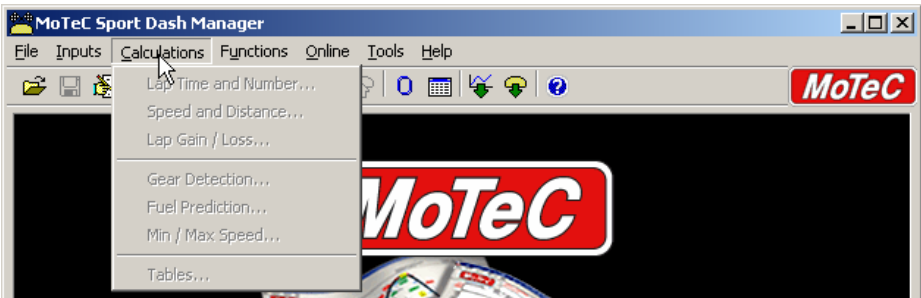 MoTeC Sport Dash Manager
File Inputs Calculations Functions Online Tools Help
Lap Time and Number...
MoTeC
Speed and Distance...
Lap Gain / Loss...
Gear Detection...
Fuel Prediction...
MoTeC
Min / Max Speed...
Tables...